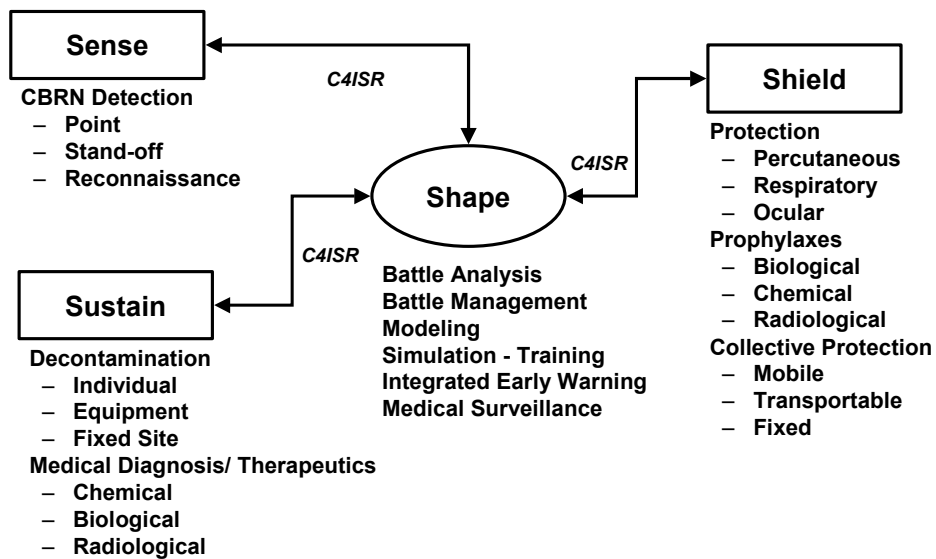 Sense
C4ISR
CBRN Detection
– Point
– Stand-off
– Reconnaissance
Shape
C4ISR
Battle Analysis
Battle Management
Modeling
Simulation - Training
Integrated Early Warning
Medical Surveillance
Shield
C4ISR
Protection
– Percutaneous
– Respiratory
– Ocular
Prophylaxes
– Biological
– Chemical
– Radiological
Collective Protection
– Mobile
– Transportable
– Fixed
Sustain
Decontamination
– Individual
– Equipment
– Fixed Site
Medical Diagnosis/ Therapeutics
– Chemical
– Biological
– Radiological